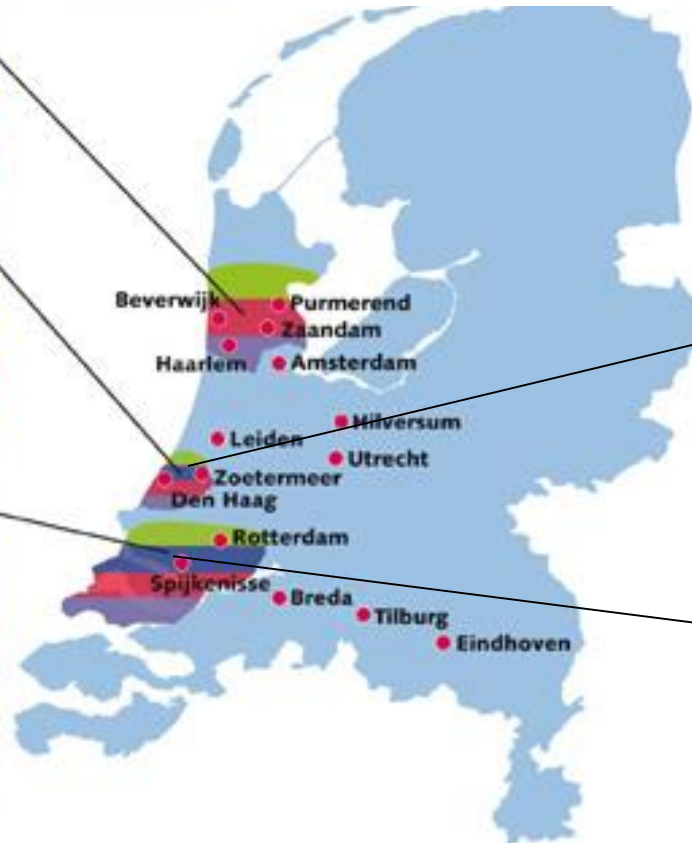 Beverwijk
Purmerend
Zaandam
Haarlem
Amsterdam
Hilversum
Leiden
Utrecht
Zoetermeer
Den Haag
Rotterdam
Spijkenisse
Breda
Tilburg
Eindhoven